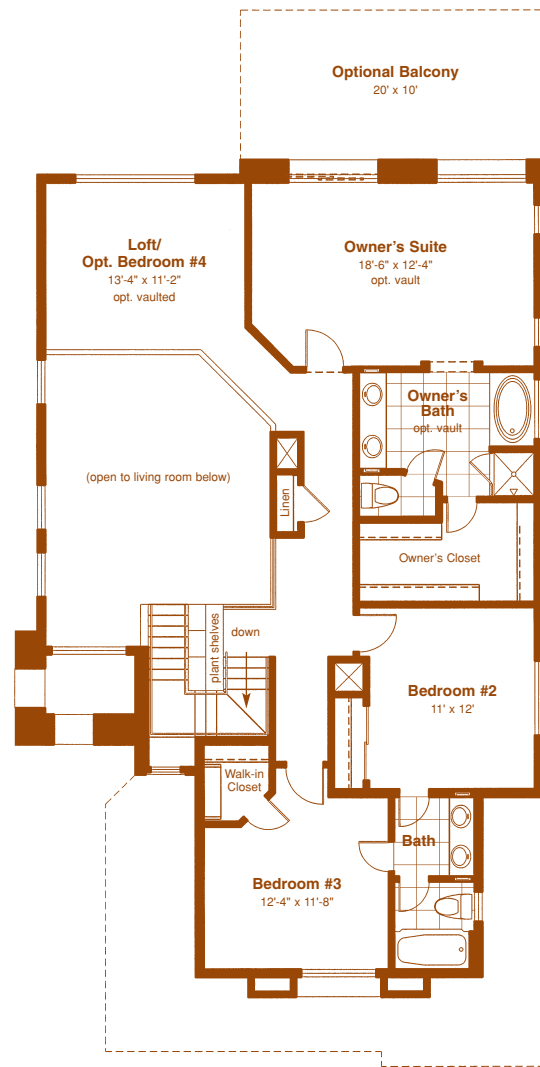 Optional Balcony
20' x 10'
Loft/
Opt. Bedroom #4
13'-4" x 11'-2"
opt. vaulted
Owner's Suite
18'-6" x 12'-4"
opt. vault
Owner's
Bath
opt. vault
(open to living room below)
Linen
Owner's Closet
plant shelves
down
Bedroom #2
11' x 12'
Walk-in
Closet
Bath
Bedroom #3
12'-4" x 11'-8"